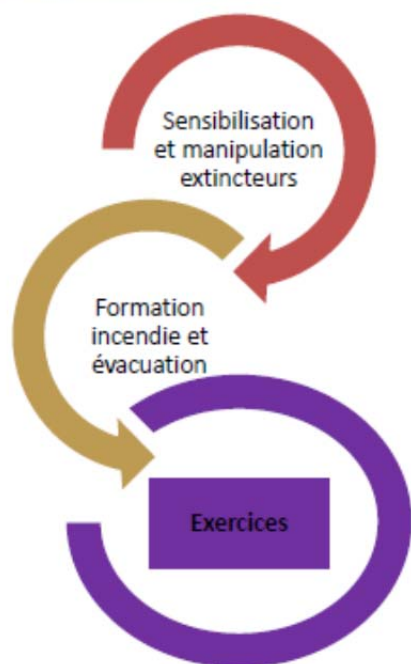 Sensibilisation
et manipulation
extincteurs
Formation
incendie et
évacuation
Exercices